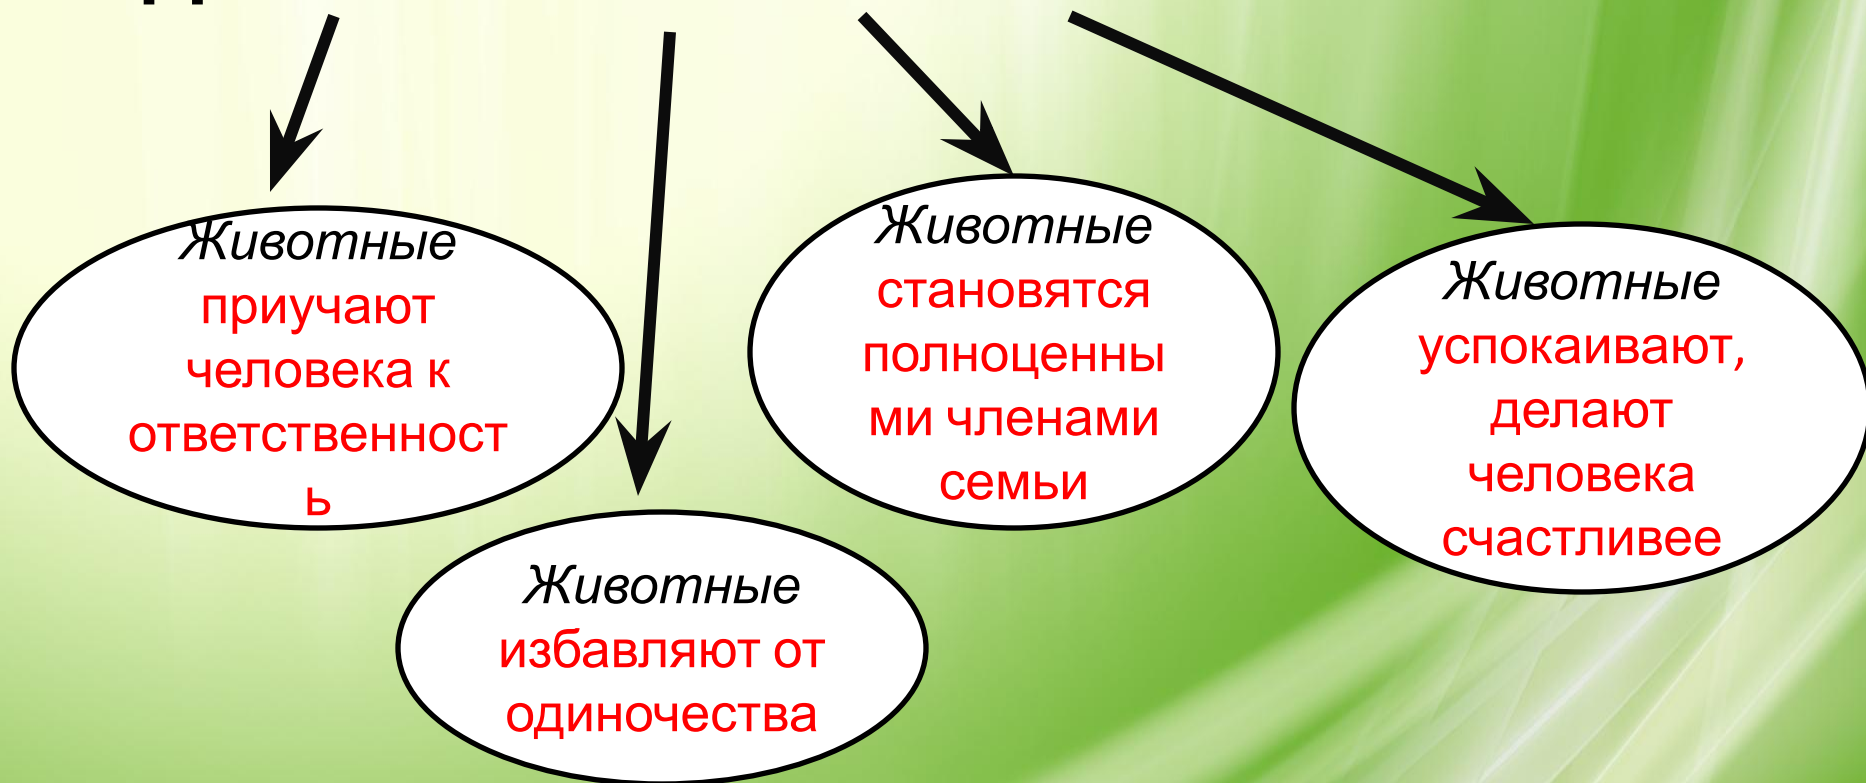 Животные
приучают
человека к
ответственност
ь
Животные
избавляют от
одиночества
Животные
становятся
полноценны
ми членами
семьи
Животные
успокаивают,
делают
человека
счастливее